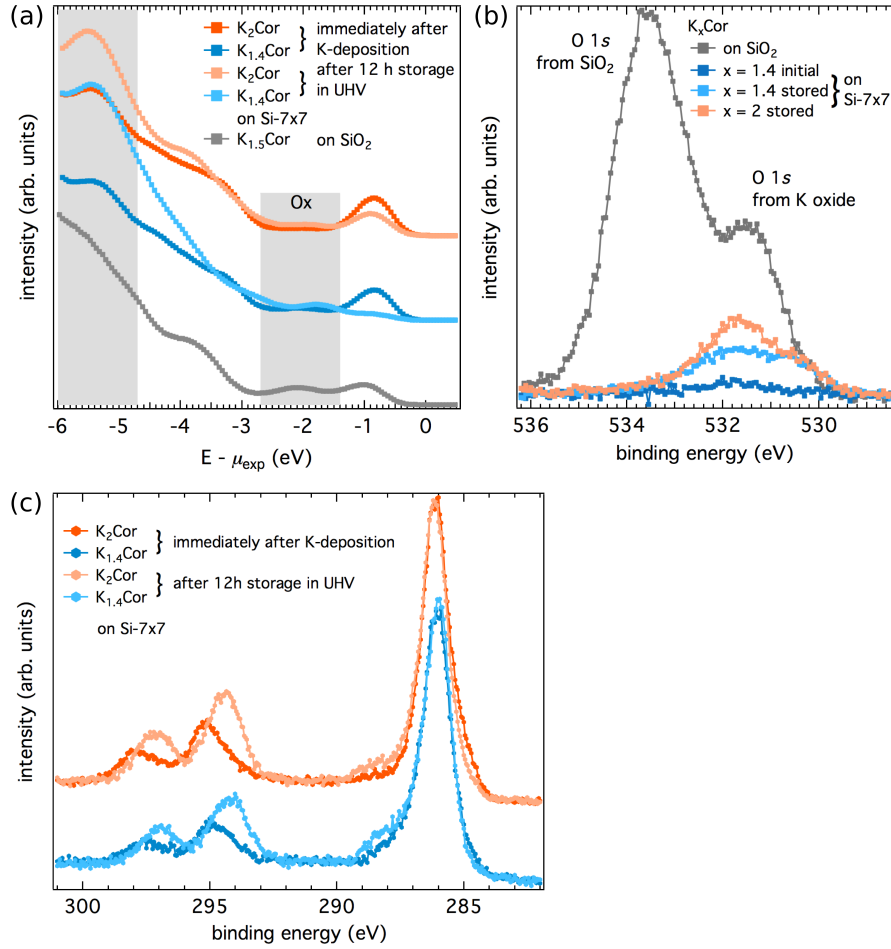 (a)
K2Cor
K1.4Cor
immediately after
K-deposition
K2Cor
K1.4Cor
after 12 h storage
in UHV
on Si-7x7
K1.5Cor
on SiO2
Ox
intensity (arb. units)
-6 -5 -4 -3 -2 -1 0
E - μexp (eV)
(b)
O 1s
from SiO2
KxCor
on SiO2
x = 1.4 initial
x = 1.4 stored
x = 2 stored
on
Si-7x7
O 1s
from K oxide
intensity (arb. units)
536 534 532 530
binding energy (eV)
(c)
K2Cor
K1.4Cor
immediately after K-deposition
K2Cor
K1.4Cor
after 12h storage in UHV
on Si-7x7
intensity (arb. units)
300 295 290 285
binding energy (eV)